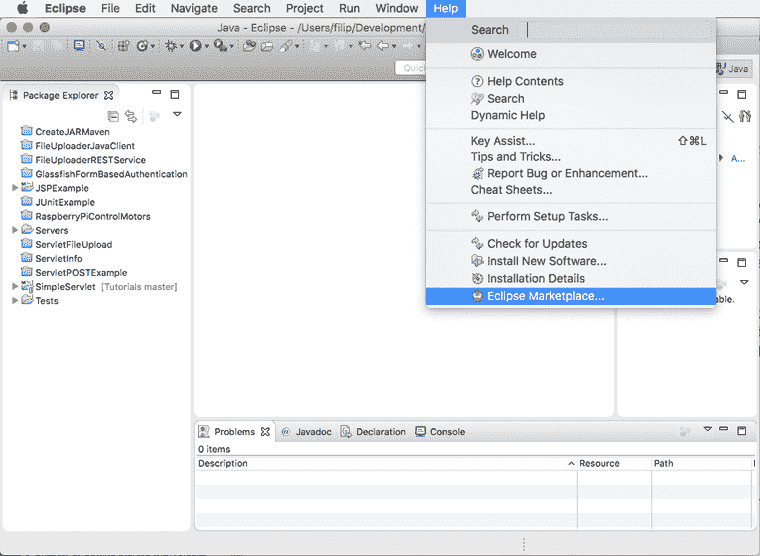 Eclipse File Edit Navigate Search Project Run Window Help
Java - Eclipse - /Users/filip/Development/
Search
Welcome
Help Contents
Search
Dynamic Help
Key Assist... ⇧⌘L
Tips and Tricks...
Report Bug or Enhancement...
Cheat Sheets...
Perform Setup Tasks...
Check for Updates
Install New Software...
Installation Details
Eclipse Marketplace...
Quic
Java
Package Explorer
CreateJARMaven
FileUploaderJavaClient
FileUploaderRESTService
GlassfishFormBasedAuthentication
JSPExample
JUnitExample
RaspberryPiControlMotors
Servers
ServletFileUpload
ServletInfo
ServletPOSTExample
SimpleServlet [Tutorials master]
Tests
A...
able.
Problems Javadoc Declaration Console
0 items
Description Resource Path